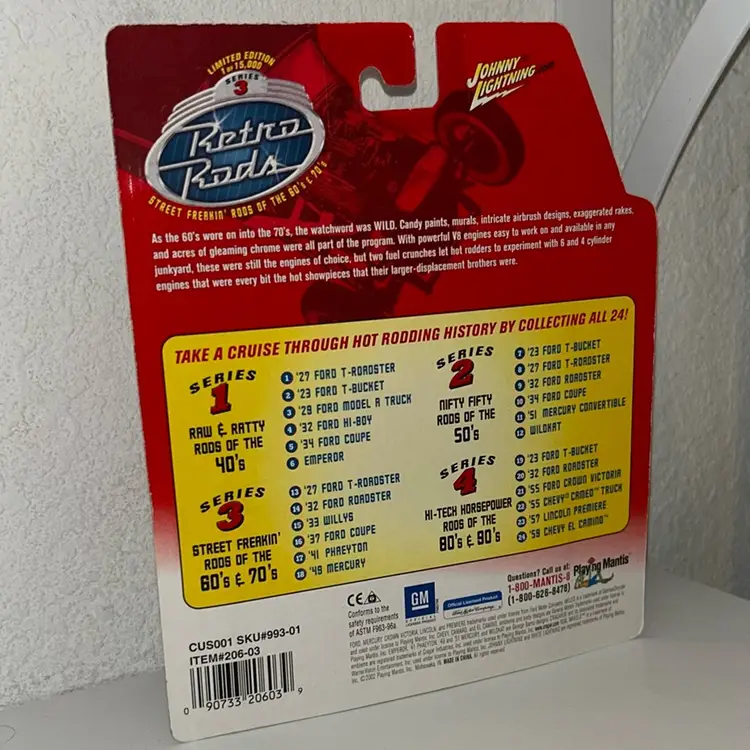 LIMITED EDITION
1 OF 15,000
SERIES
3
Retro
Rods
STREET FREAKIN' RODS OF THE 60's & 70's
JOHNNY
LIGHTNING
As the 60's wore on into the 70's, the watchword was WILD. Candy paints, murals, intricate airbrush designs, exaggerated rakes,
and acres of gleaming chrome were all part of the program. With powerful V8 engines easy to work on and available in any
junkyard, these were still the engines of choice, but two fuel crunches let hot rodders to experiment with 6 and 4 cylinder
engines that were every bit the hot showpieces that their larger-displacement brothers were.
TAKE A CRUISE THROUGH HOT RODDING HISTORY BY COLLECTING ALL 24!
SERIES
1
RAW & RATTY
RODS OF THE
40's
1 '27 FORD T-ROADSTER
2 '23 FORD T-BUCKET
3 '29 FORD MODEL A TRUCK
4 '32 FORD HI-BOY
5 '34 FORD COUPE
6 EMPEROR
SERIES
2
NIFTY FIFTY
RODS OF THE
50's
7 '23 FORD T-BUCKET
8 '27 FORD T-ROADSTER
9 '32 FORD ROADSTER
10 '34 FORD COUPE
11 '51 MERCURY CONVERTIBLE
12 WILDKAT
SERIES
3
STREET FREAKIN'
RODS OF THE
60's & 70's
13 '27 FORD T-ROADSTER
14 '32 FORD ROADSTER
15 '33 WILLYS
16 '37 FORD COUPE
17 '41 PHAEYTON
18 '49 MERCURY
SERIES
4
HI-TECH HORSEPOWER
RODS OF THE
80's & 90's
19 '23 FORD T-BUCKET
20 '32 FORD ROADSTER
21 '55 FORD CROWN VICTORIA
22 '55 CHEVY® CAMEO™ TRUCK
23 '57 LINCOLN PREMIERE
24 '59 CHEVY EL CAMINO™
CUS001 SKU#993-01
ITEM#206-03
0 90733 20603 9
CE
Conforms to the
safety requirements
of ASTM F963-96a
GM
Official Licensed Product
Questions? Call us at:
1-800-MANTIS-8
(1-800-626-8478)
Playing Mantis
MADE IN CHINA.
© 2002 Playing Mantis, Inc.